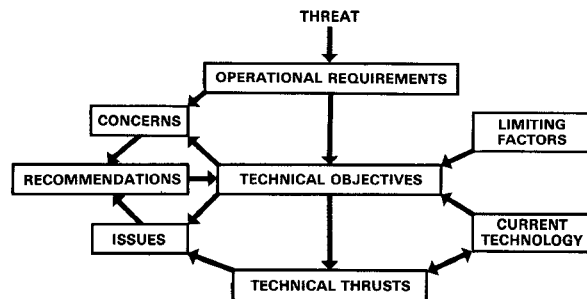 THREAT
OPERATIONAL REQUIREMENTS
CONCERNS
LIMITING
FACTORS
RECOMMENDATIONS
TECHNICAL OBJECTIVES
ISSUES
CURRENT
TECHNOLOGY
TECHNICAL THRUSTS